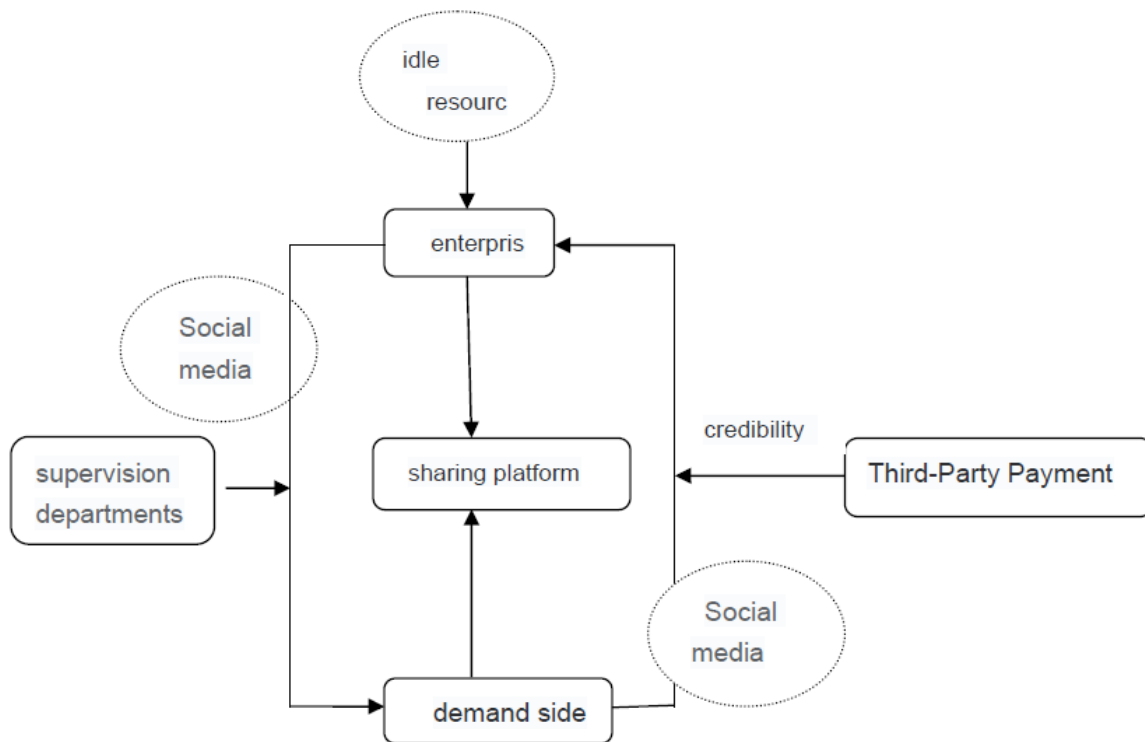 idle
resourc
enterpris
Social
media
credibility
supervision
departments
sharing platform
Third-Party Payment
Social
media
demand side